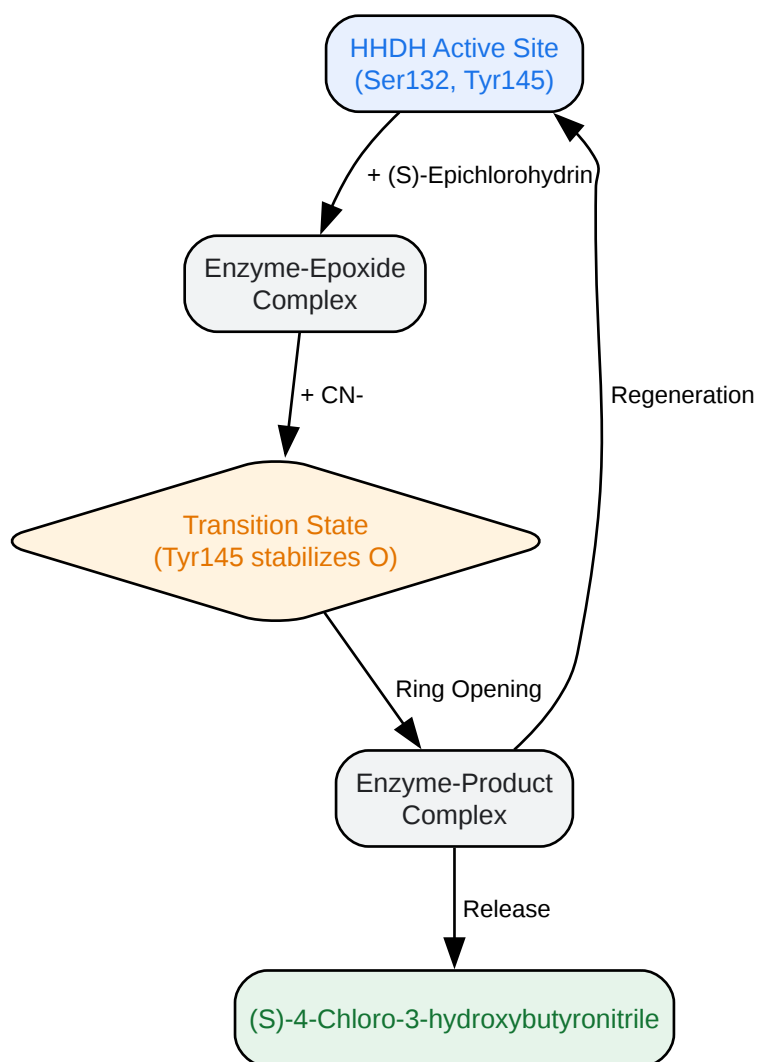 HHDH Active Site
(Ser132, Tyr145)
+ (S)-Epichlorohydrin
Enzyme-Epoxide
Complex
+ CN-
Regeneration
Transition State
(Tyr145 stabilizes O)
Ring Opening
Enzyme-Product
Complex
Release
(S)-4-Chloro-3-hydroxybutyronitrile